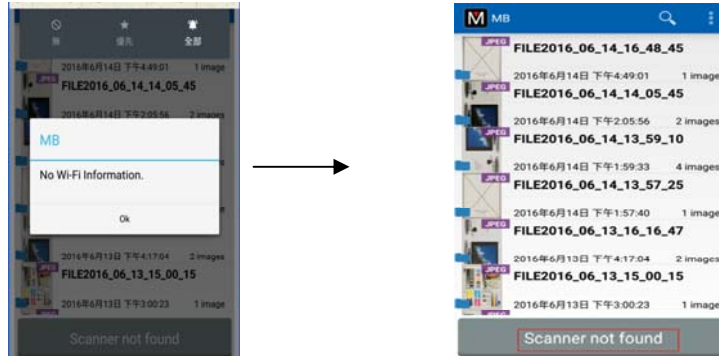 無 優先 全部
2016年6月14日 下午4:49:01 1 image
JPEG FILE2016_06_14_14_05_45
2016年6月14日 下午2:05:56 2 images
MB
No Wi-Fi Information.
Ok
2016年6月13日 下午4:17:04 2 images
JPEG FILE2016_06_13_15_00_15
2016年6月13日 下午3:00:23 1 image
Scanner not found
M MB
JPEG FILE2016_06_14_16_48_45
2016年6月14日 下午4:49:01 1 image
JPEG FILE2016_06_14_14_05_45
2016年6月14日 下午2:05:56 2 images
JPEG FILE2016_06_14_13_59_10
2016年6月14日 下午1:59:33 4 images
JPEG FILE2016_06_14_13_57_25
2016年6月14日 下午1:57:40 1 image
JPEG FILE2016_06_13_16_16_47
2016年6月13日 下午4:17:04 2 images
JPEG FILE2016_06_13_15_00_15
2016年6月13日 下午3:00:23 1 image
Scanner not found